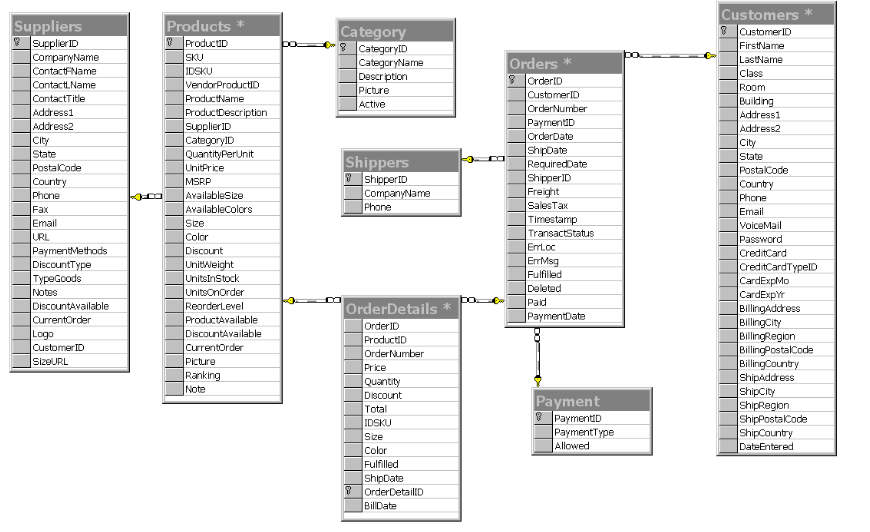 Suppliers
SupplierID
CompanyName
ContactFName
ContactLName
ContactTitle
Address1
Address2
City
State
PostalCode
Country
Phone
Fax
Email
URL
PaymentMethods
DiscountType
TypeGoods
Notes
DiscountAvailable
CurrentOrder
Logo
CustomerID
SizeURL
Products *
ProductID
SKU
IDSKU
VendorProductID
ProductName
ProductDescription
SupplierID
CategoryID
QuantityPerUnit
UnitPrice
MSRP
AvailableSize
AvailableColors
Size
Color
Discount
UnitWeight
UnitsInStock
UnitsOnOrder
ReorderLevel
ProductAvailable
DiscountAvailable
CurrentOrder
Picture
Ranking
Note
Category
CategoryID
CategoryName
Description
Picture
Active
Shippers
ShipperID
CompanyName
Phone
OrderDetails *
OrderID
ProductID
OrderNumber
Price
Quantity
Discount
Total
IDSKU
Size
Color
Fulfilled
ShipDate
OrderDetailID
BillDate
Orders *
OrderID
CustomerID
OrderNumber
PaymentID
OrderDate
ShipDate
RequiredDate
ShipperID
Freight
SalesTax
Timestamp
TransactStatus
ErrLoc
ErrMsg
Fulfilled
Deleted
Paid
PaymentDate
Payment
PaymentID
PaymentType
Allowed
Customers *
CustomerID
FirstName
LastName
Class
Room
Building
Address1
Address2
City
State
PostalCode
Country
Phone
Email
VoiceMail
Password
CreditCard
CreditCardTypeID
CardExpMo
CardExpYr
BillingAddress
BillingCity
BillingRegion
BillingPostalCode
BillingCountry
ShipAddress
ShipCity
ShipRegion
ShipPostalCode
ShipCountry
DateEntered